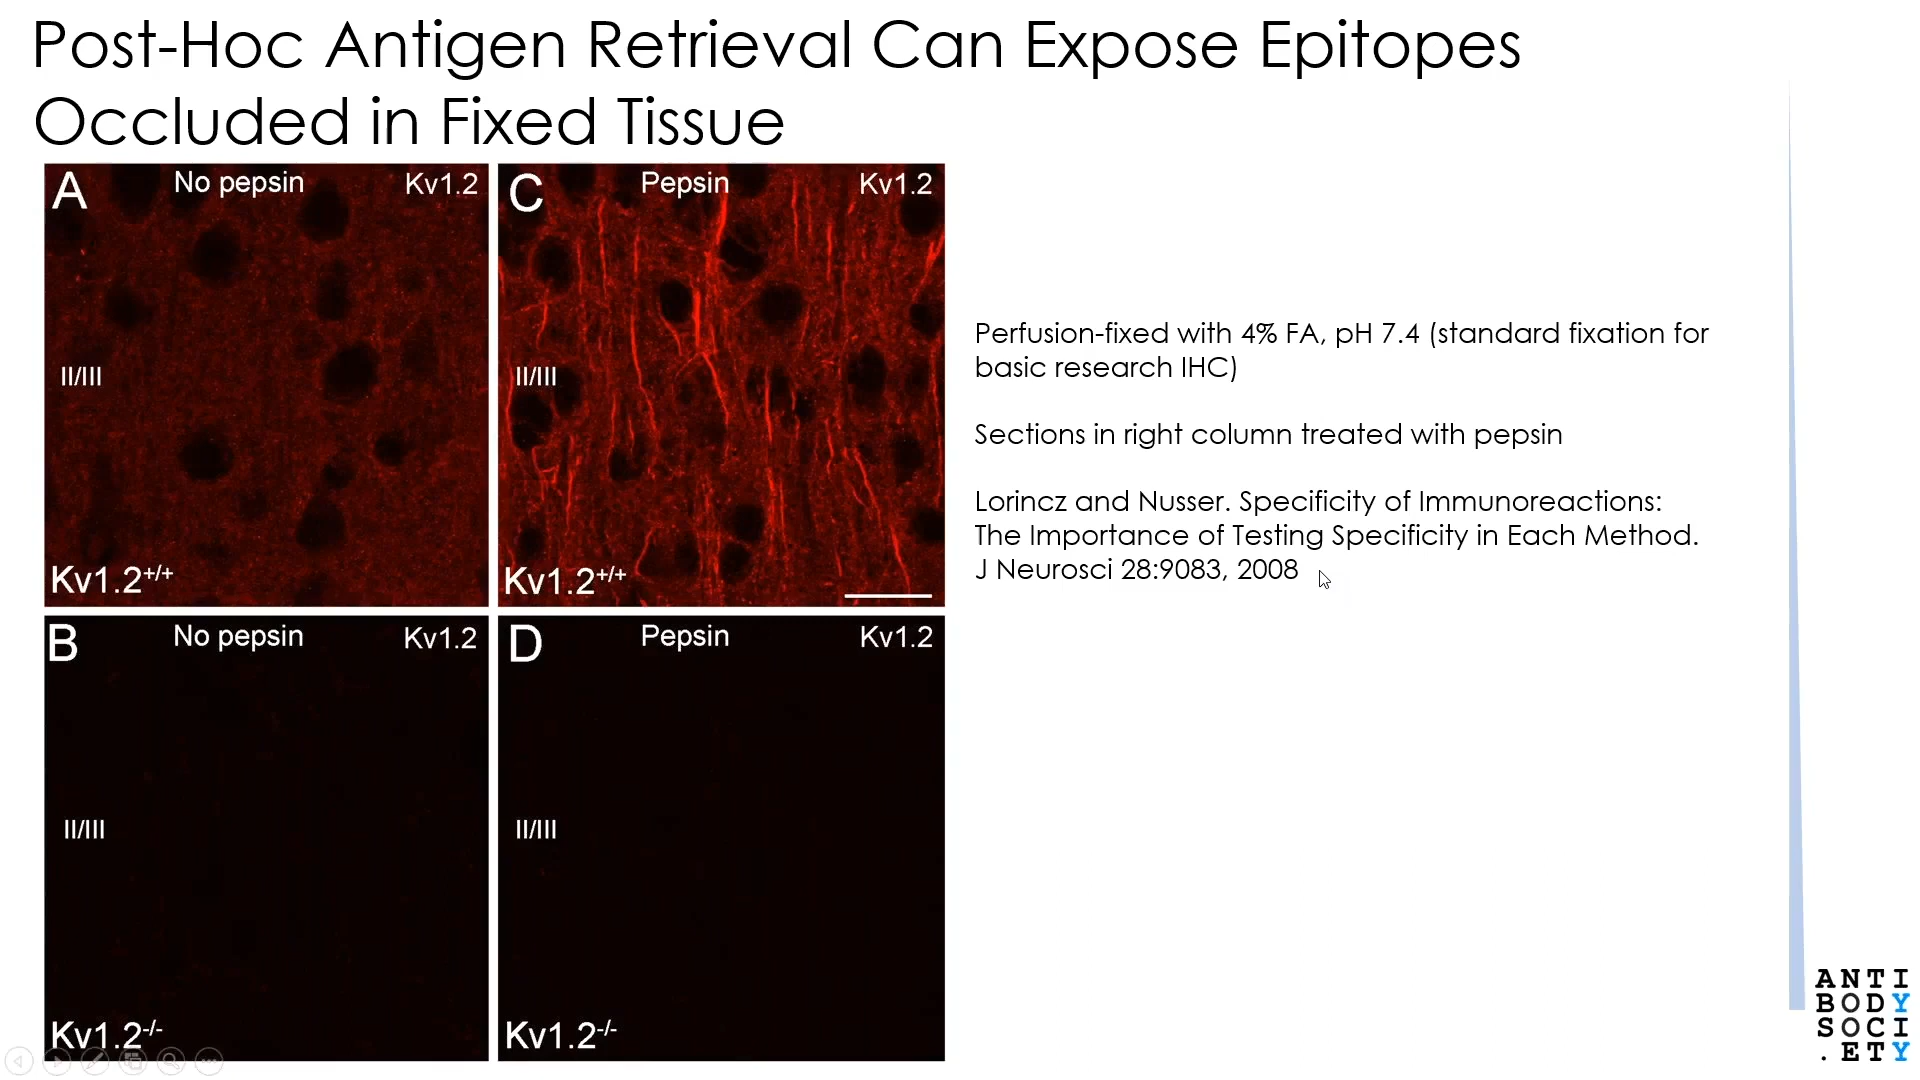 Post-Hoc Antigen Retrieval Can Expose Epitopes
Occluded in Fixed Tissue
A No pepsin Kv1.2
II/III
Kv1.2+/+
C Pepsin Kv1.2
II/III
Kv1.2+/+
B No pepsin Kv1.2
II/III
Kv1.2-/-
D Pepsin Kv1.2
II/III
Kv1.2-/-
Perfusion-fixed with 4% FA, pH 7.4 (standard fixation for
basic research IHC)
Sections in right column treated with pepsin
Lorincz and Nusser. Specificity of Immunoreactions:
The Importance of Testing Specificity in Each Method.
J Neurosci 28:9083, 2008
ANTI
BODY
SOCI
.ETY